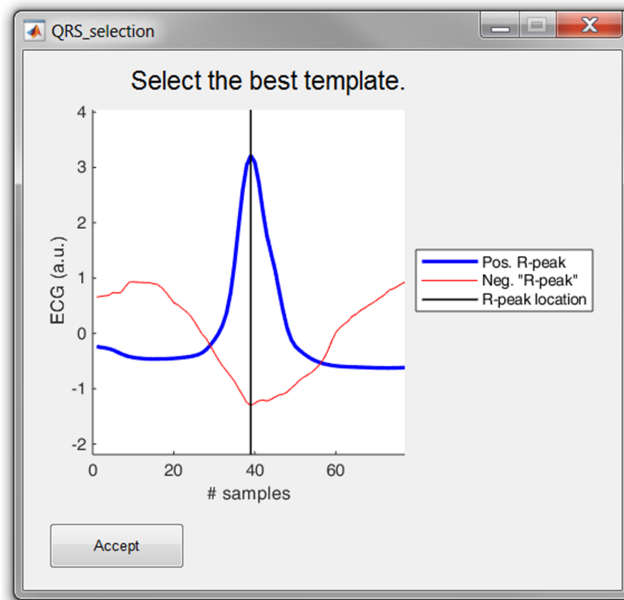 QRS_selection
Select the best template.
4
3
2
1
0
-1
-2
ECG (a.u.)
0 20 40 60
# samples
Pos. R-peak
Neg. "R-peak"
R-peak location
Accept